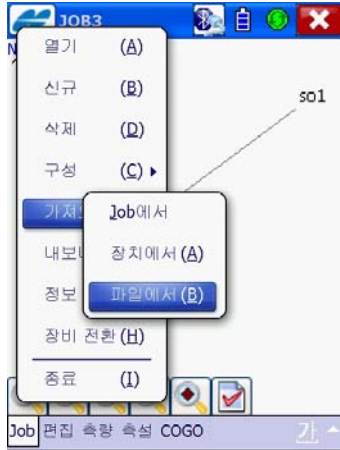 JOB3
열기 (A)
신규 (B)
so1
삭제 (D)
구성 (C)
Job에서
장치에서 (A)
파일에서 (B)
정보
장비 전환 (H)
종료 (I)
Job 편집 측량 측설 COGO 가